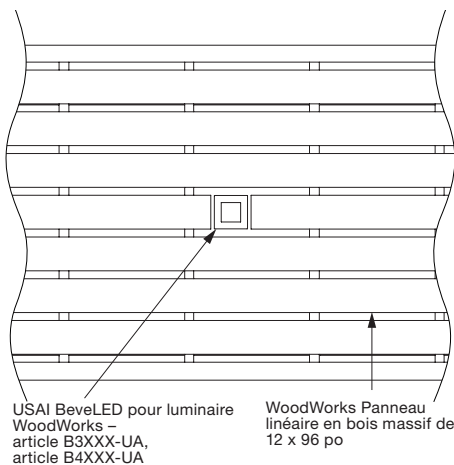 USAI BeveLED pour luminaire
WoodWorks –
article B3XXX-UA,
article B4XXX-UA
WoodWorks Panneau
linéaire en bois massif de
12 x 96 po